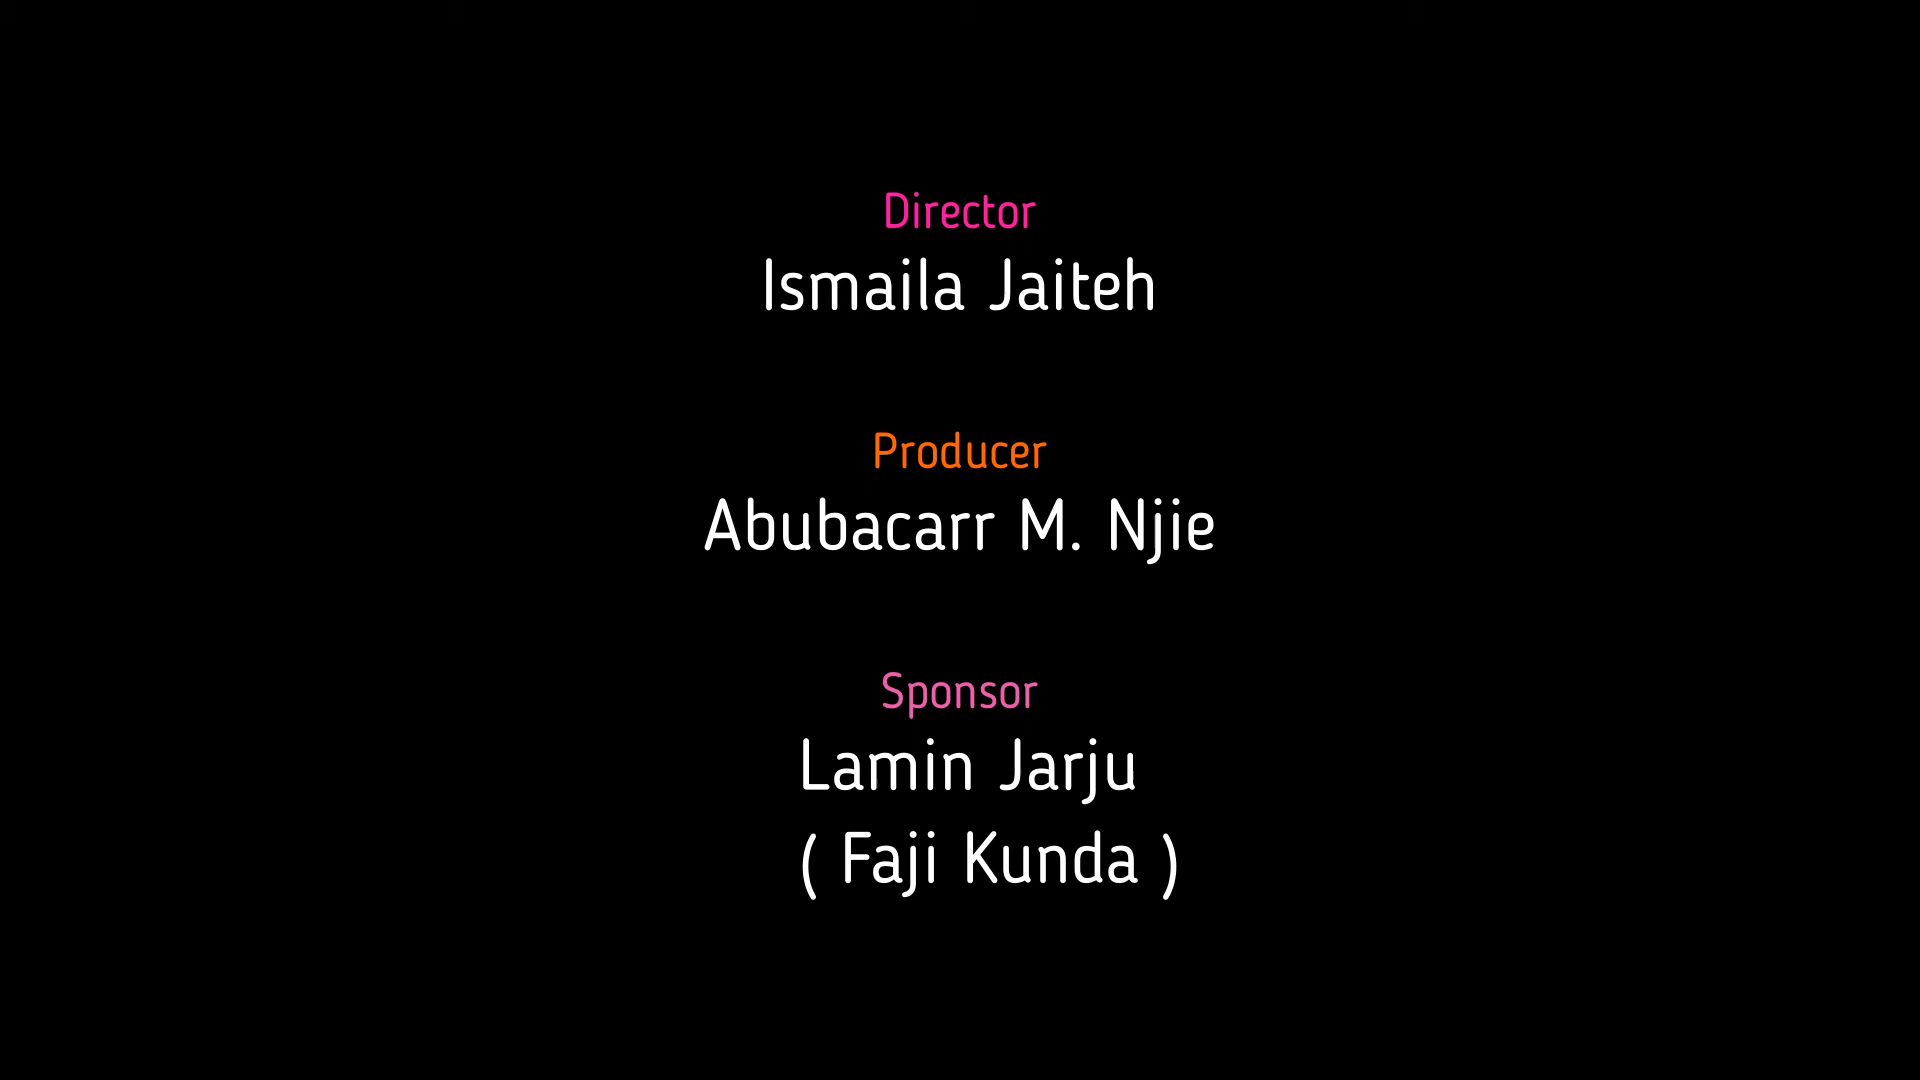 Director
Ismaila Jaiteh
Producer
Abubacarr M. Njie
Sponsor
Lamin Jarju
( Faji Kunda )